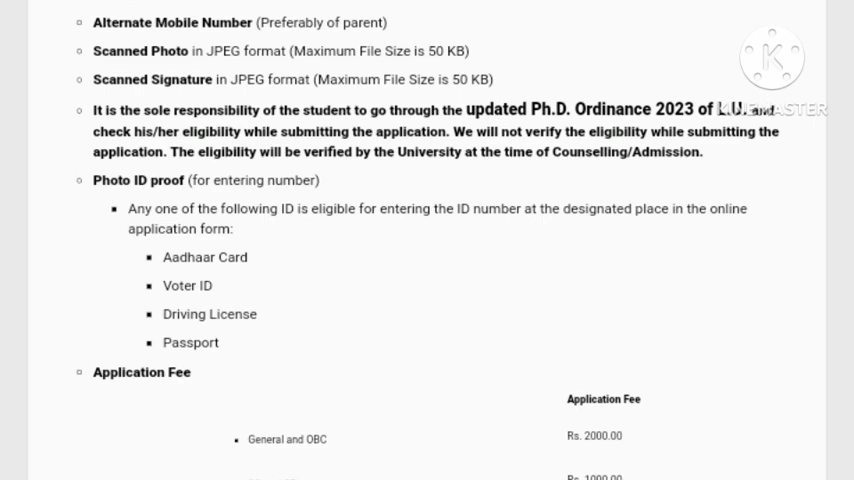 Alternate Mobile Number (Preferably of parent)
Scanned Photo in JPEG format (Maximum File Size is 50 KB)
Scanned Signature in JPEG format (Maximum File Size is 50 KB)
It is the sole responsibility of the student to go through the updated Ph.D. Ordinance 2023 of L.U. and
check his/her eligibility while submitting the application. We will not verify the eligibility while submitting the
application. The eligibility will be verified by the University at the time of Counselling/Admission.
Photo ID proof (for entering number)
Any one of the following ID is eligible for entering the ID number at the designated place in the online
application form:
Aadhaar Card
Voter ID
Driving License
Passport
Application Fee
Application Fee
General and OBC Rs. 2000.00
K
KINEMASTER